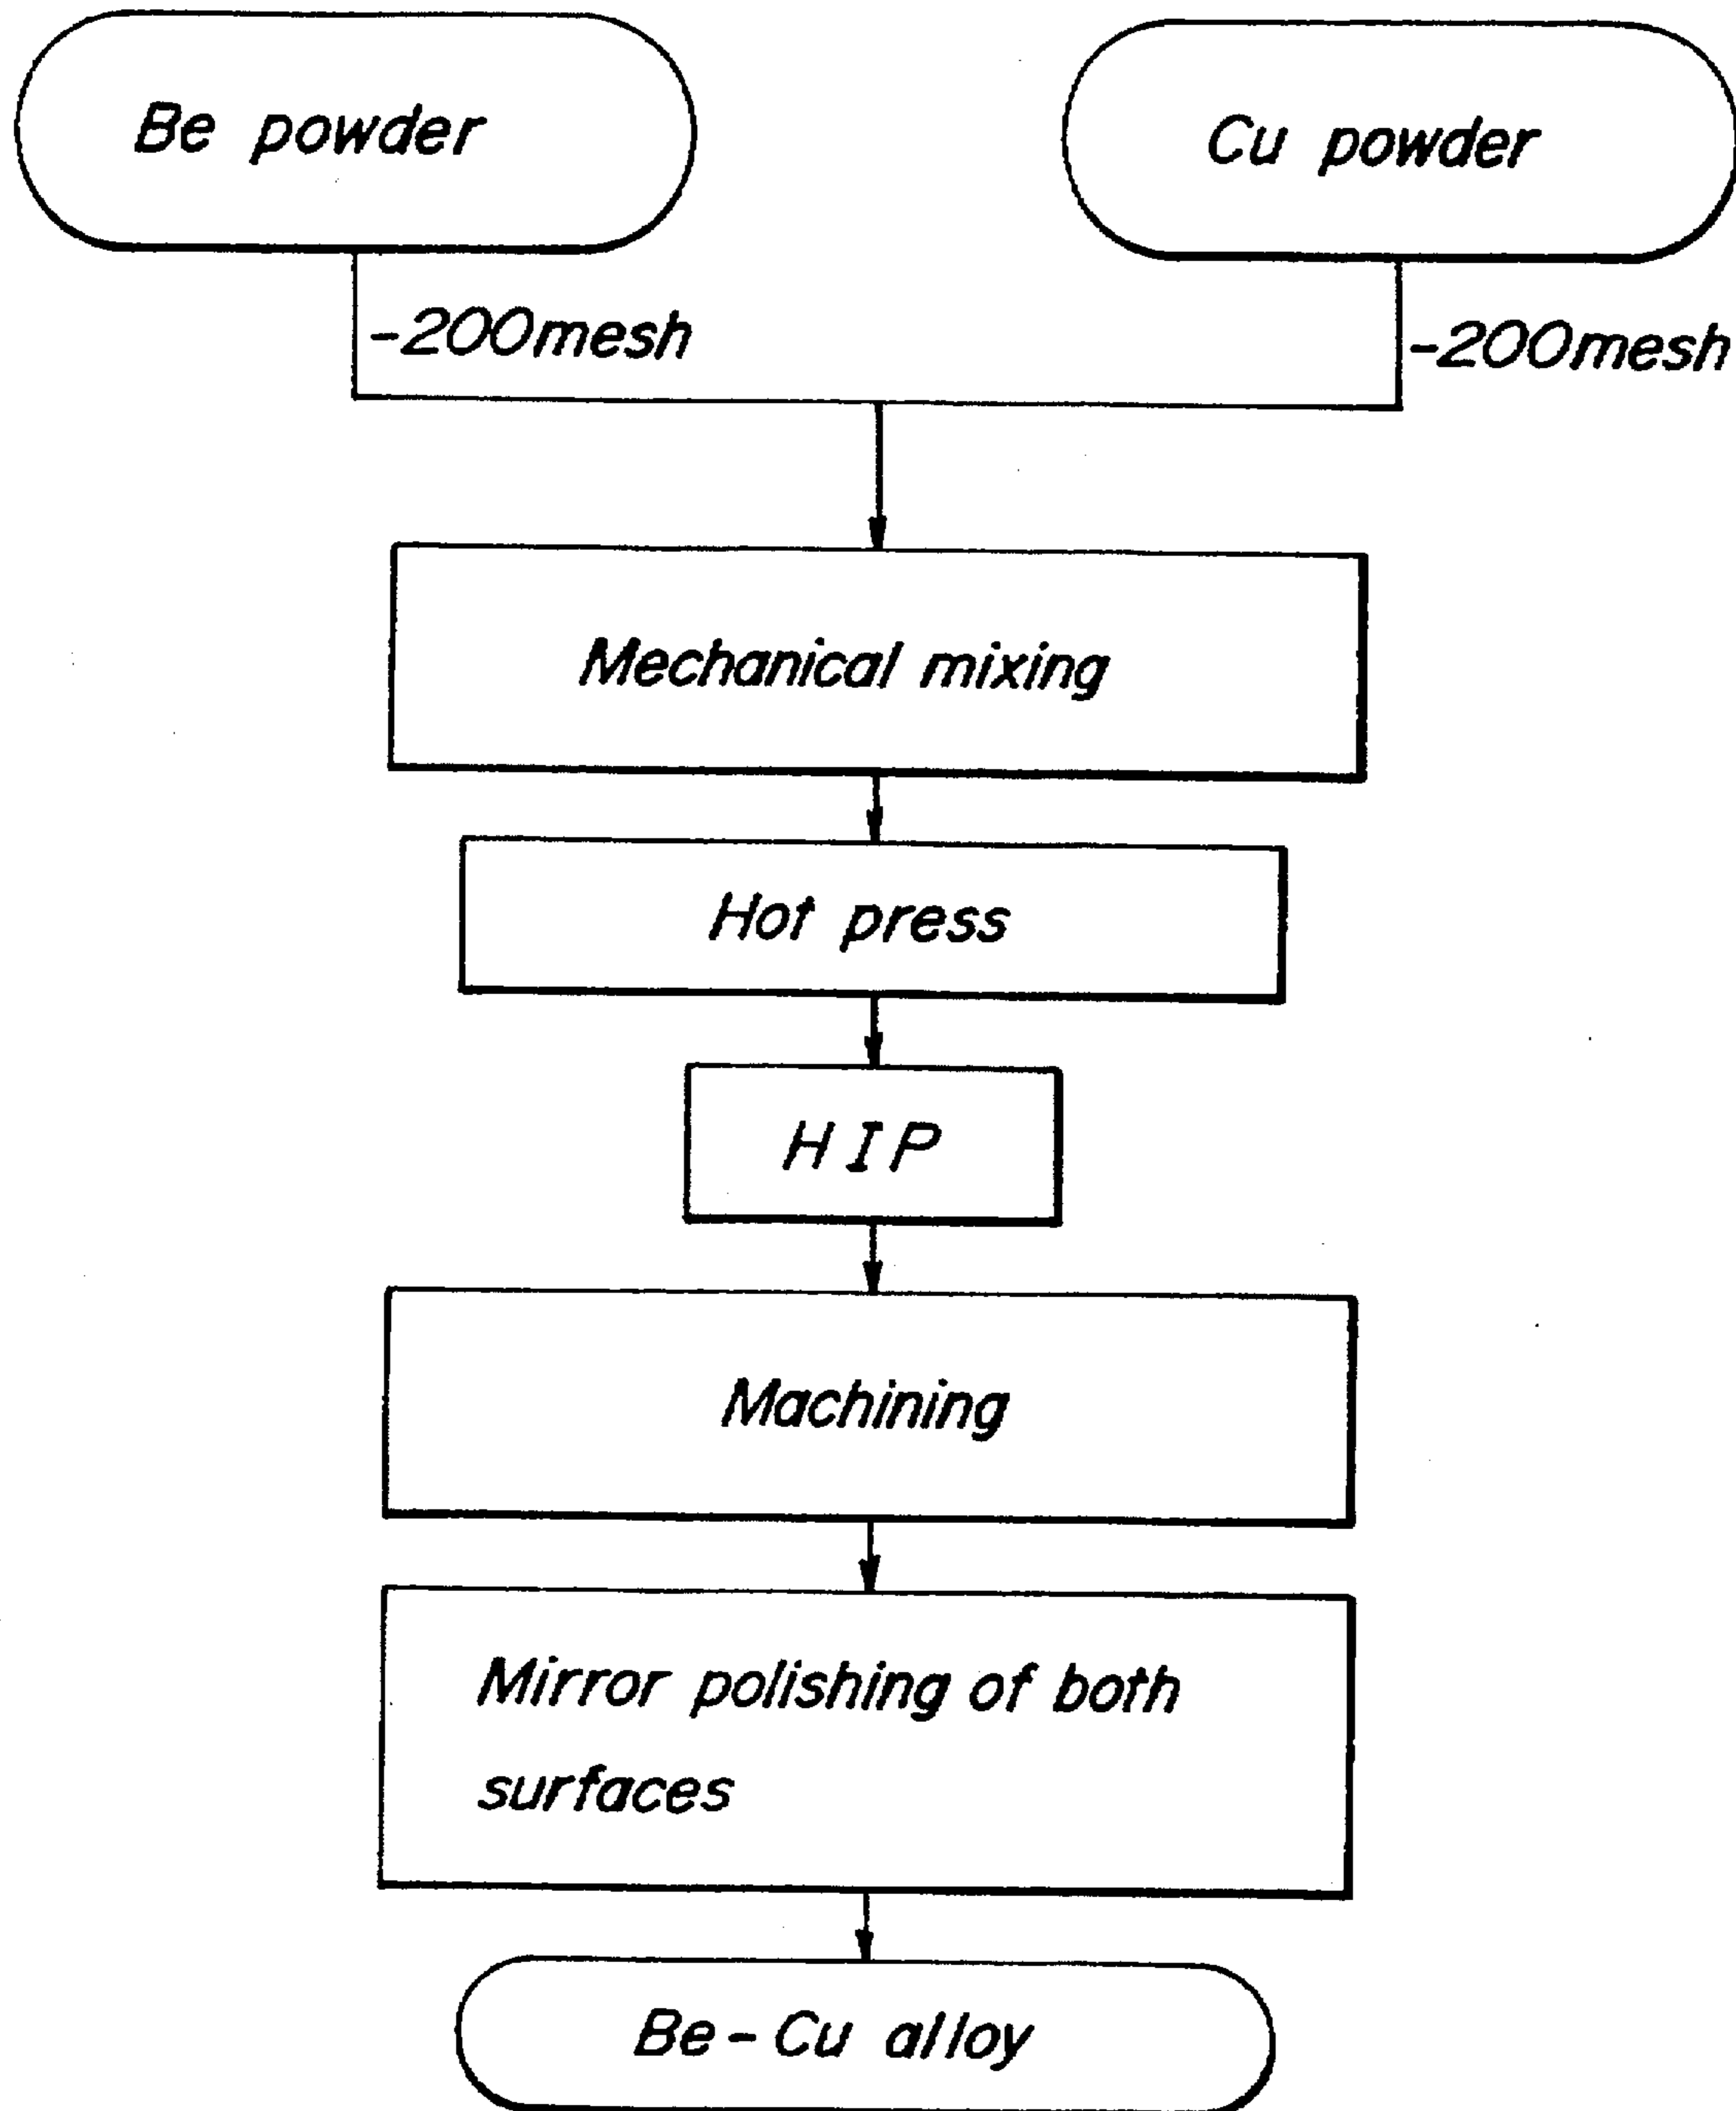 Be powder
Cu powder
-200mesh
-200mesh
Mechanical mixing
Hot press
HIP
Machining
Mirror polishing of both
surfaces
Be-Cu alloy